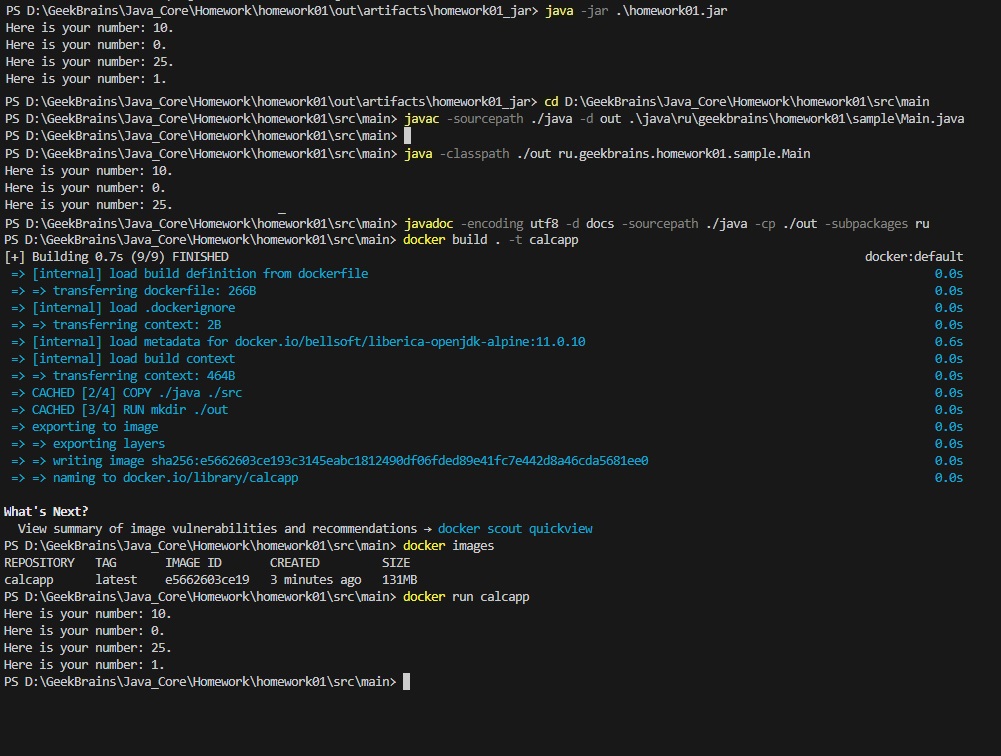 PS D:\GeekBrains\Java_Core\Homework\homework01\out\artifacts\homework01_jar> java -jar .\homework01.jar
Here is your number: 10.
Here is your number: 0.
Here is your number: 25.
Here is your number: 1.
PS D:\GeekBrains\Java_Core\Homework\homework01\out\artifacts\homework01_jar> cd D:\GeekBrains\Java_Core\Homework\homework01\src\main
PS D:\GeekBrains\Java_Core\Homework\homework01\src\main> javac -sourcepath ./java -d out .\java\ru\geekbrains\homework01\sample\Main.java
PS D:\GeekBrains\Java_Core\Homework\homework01\src\main>
PS D:\GeekBrains\Java_Core\Homework\homework01\src\main> java -classpath ./out ru.geekbrains.homework01.sample.Main
Here is your number: 10.
Here is your number: 0.
Here is your number: 25.
PS D:\GeekBrains\Java_Core\Homework\homework01\src\main> javadoc -encoding utf8 -d docs -sourcepath ./java -cp ./out -subpackages ru
PS D:\GeekBrains\Java_Core\Homework\homework01\src\main> docker build . -t calcapp
[+] Building 0.7s (9/9) FINISHED docker:default
=> [internal] load build definition from dockerfile 0.0s
=> => transferring dockerfile: 266B 0.0s
=> [internal] load .dockerignore 0.0s
=> => transferring context: 2B 0.0s
=> [internal] load metadata for docker.io/bellsoft/liberica-openjdk-alpine:11.0.10 0.6s
=> [internal] load build context 0.0s
=> => transferring context: 464B 0.0s
=> CACHED [2/4] COPY ./java ./src 0.0s
=> CACHED [3/4] RUN mkdir ./out 0.0s
=> exporting to image 0.0s
=> => exporting layers 0.0s
=> => writing image sha256:e5662603ce193c3145eabc1812490df06fded89e41fc7e442d8a46cda5681ee0 0.0s
=> => naming to docker.io/library/calcapp 0.0s
What's Next?
View summary of image vulnerabilities and recommendations → docker scout quickview
PS D:\GeekBrains\Java_Core\Homework\homework01\src\main> docker images
REPOSITORY TAG IMAGE ID CREATED SIZE
calcapp latest e5662603ce19 3 minutes ago 131MB
PS D:\GeekBrains\Java_Core\Homework\homework01\src\main> docker run calcapp
Here is your number: 10.
Here is your number: 0.
Here is your number: 25.
Here is your number: 1.
PS D:\GeekBrains\Java_Core\Homework\homework01\src\main>